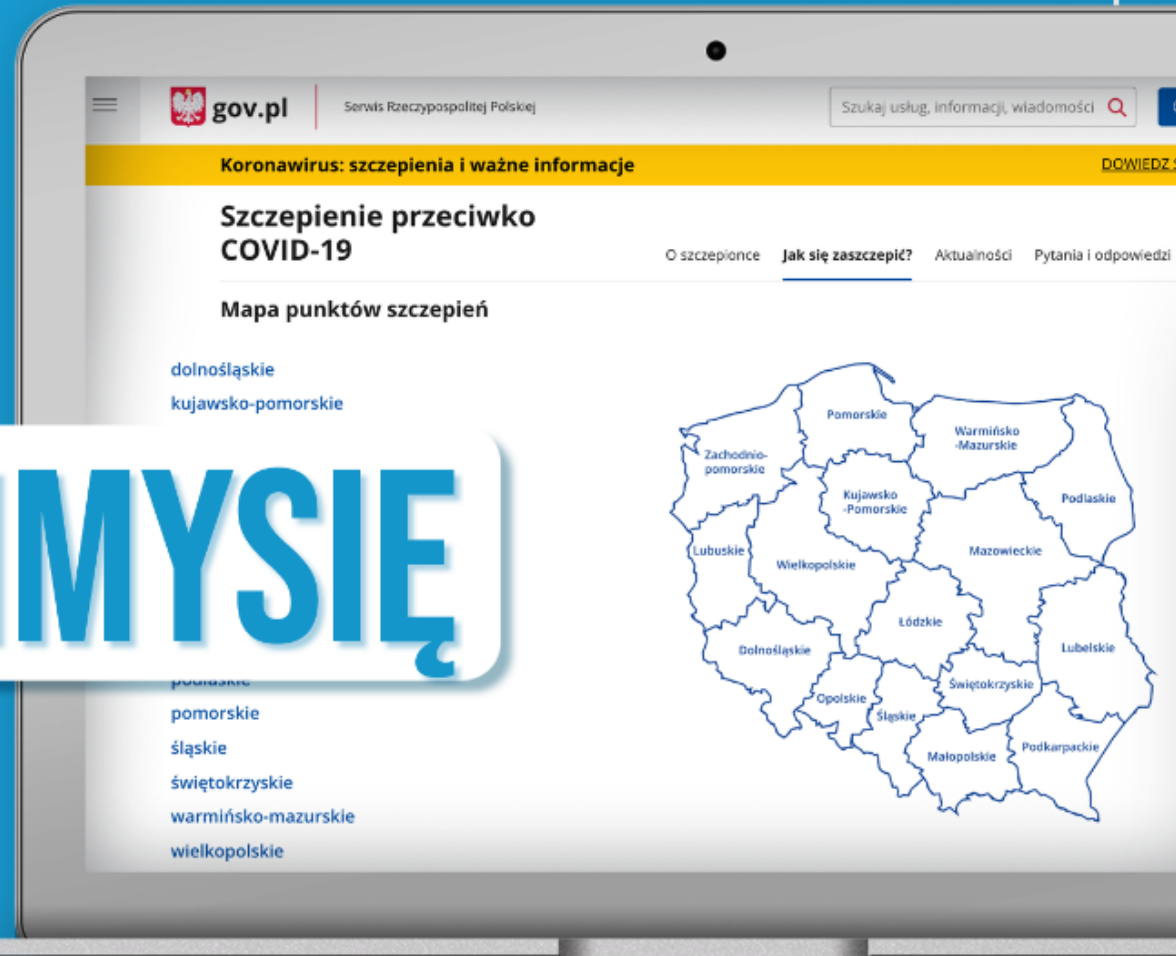 gov.pl
Serwis Rzeczypospolitej Polskiej
Szukaj usług, informacji, wiadomości
Koronawirus: szczepienia i ważne informacje
DOWIEDZ
Szczepienie przeciwko
COVID-19
O szczepionce
Jak się zaszczepić?
Aktualności
Pytania i odpowiedzi
Mapa punktów szczepień
dolnośląskie
kujawsko-pomorskie
MYSIĘ
podlaskie
pomorskie
śląskie
świętokrzyskie
warmińsko-mazurskie
wielkopolskie
Pomorskie
Warmińsko
-Mazurskie
Zachodnio-
pomorskie
Kujawsko
-Pomorskie
Podlaskie
Lubuskie
Wielkopolskie
Mazowieckie
Łódzkie
Dolnośląskie
Lubelskie
Opolskie
Świętokrzyskie
Śląskie
Małopolskie
Podkarpackie